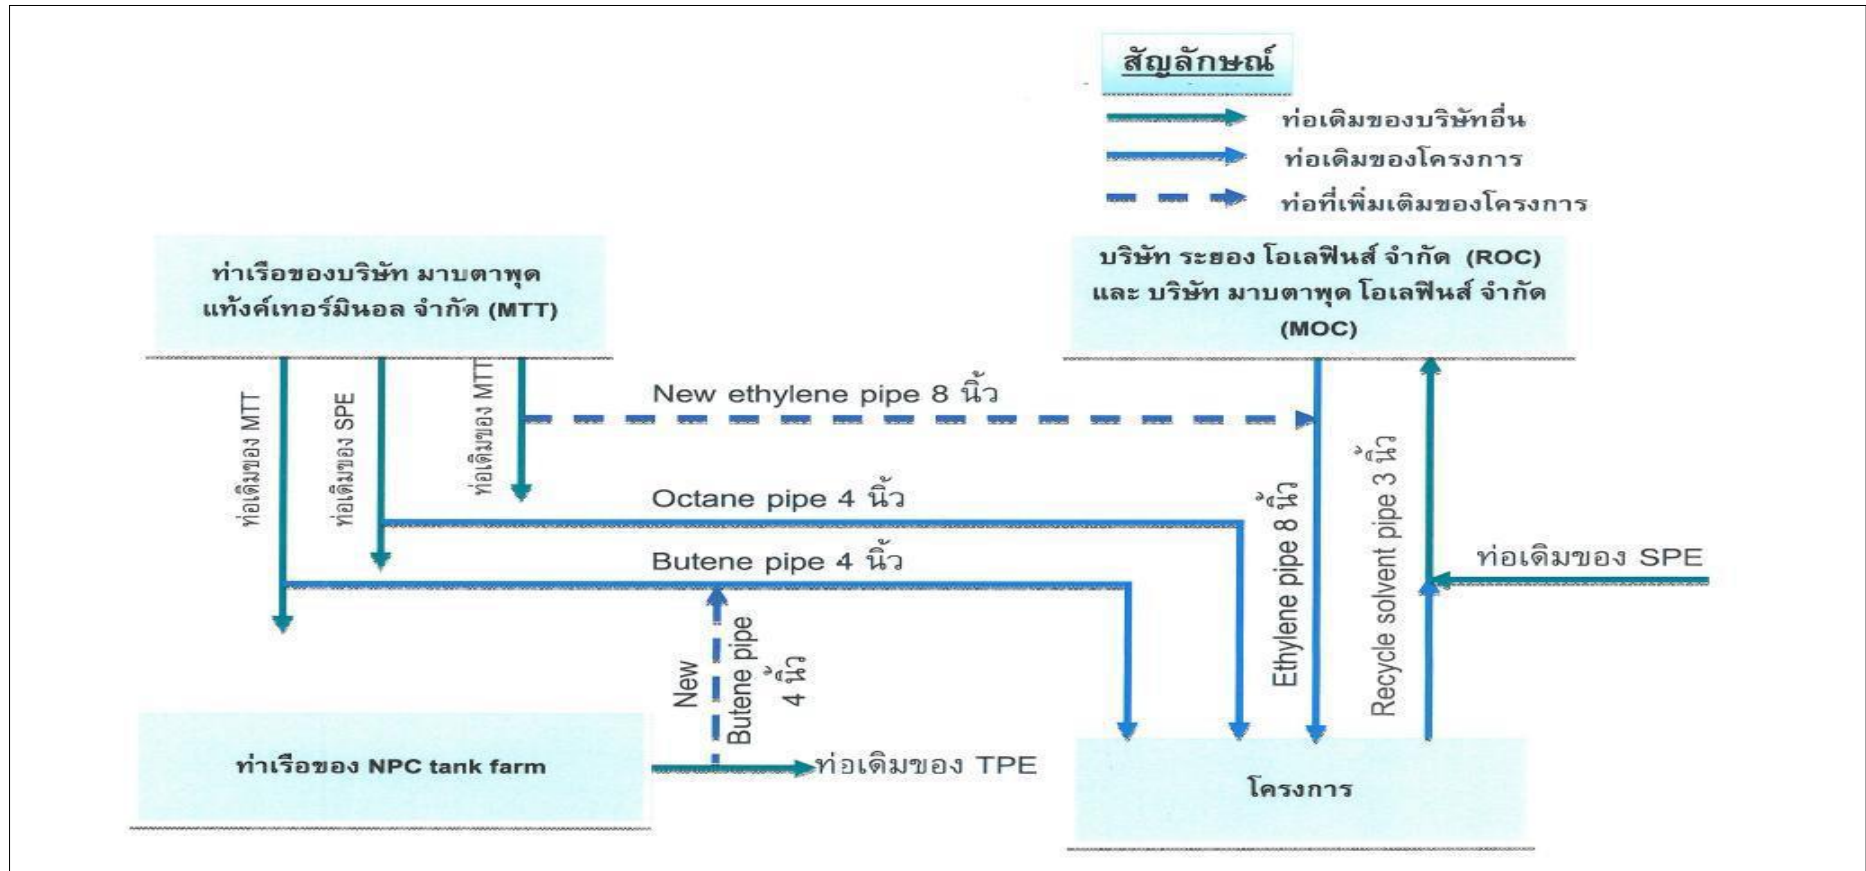 สัญลักษณ์
ท่อเดิมของบริษัทอื่น
ท่อเดิมของโครงการ
ท่อที่เพิ่มเติมของโครงการ
ท่าเรือของบริษัท มาบตาพุด
แท้งค์เทอร์มินอล จำกัด (MTT)
บริษัท ระยอง โอเลฟินส์ จำกัด (ROC)
และ บริษัท มาบตาพุด โอเลฟินส์ จำกัด
(MOC)
ท่อเดิมของ MTT
ท่อเดิมของ SPE
ท่อเดิมของ MTT
New ethylene pipe 8 นิ้ว
Octane pipe 4 นิ้ว
Butene pipe 4 นิ้ว
New
Butene pipe
4 นิ้ว
Ethylene pipe 8 นิ้ว
Recycle solvent pipe 3 นิ้ว
ท่อเดิมของ SPE
ท่าเรือของ NPC tank farm
ท่อเดิมของ TPE
โครงการ